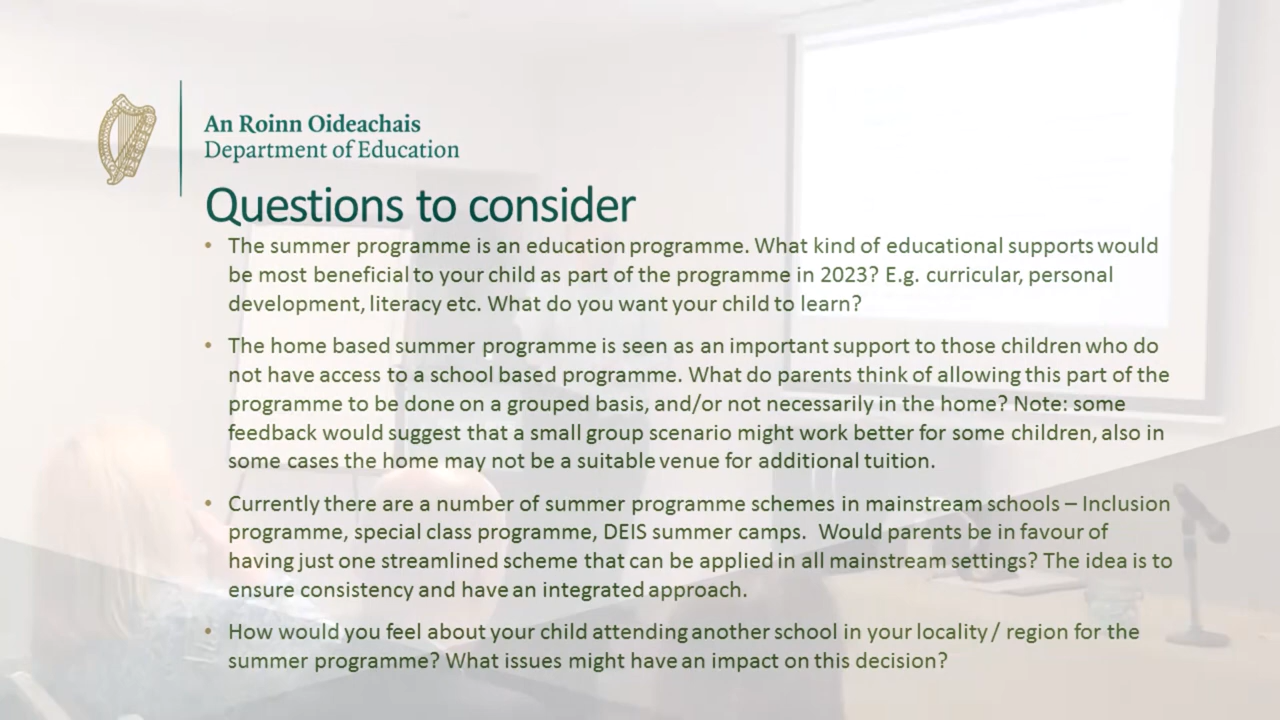 An Roinn Oideachais
Department of Education
Questions to consider
• The summer programme is an education programme. What kind of educational supports would
be most beneficial to your child as part of the programme in 2023? E.g. curricular, personal
development, literacy etc. What do you want your child to learn?
• The home based summer programme is seen as an important support to those children who do
not have access to a school based programme. What do parents think of allowing this part of the
programme to be done on a grouped basis, and/or not necessarily in the home? Note: some
feedback would suggest that a small group scenario might work better for some children, also in
some cases the home may not be a suitable venue for additional tuition.
• Currently there are a number of summer programme schemes in mainstream schools – Inclusion
programme, special class programme, DEIS summer camps. Would parents be in favour of
having just one streamlined scheme that can be applied in all mainstream settings? The idea is to
ensure consistency and have an integrated approach.
• How would you feel about your child attending another school in your locality / region for the
summer programme? What issues might have an impact on this decision?